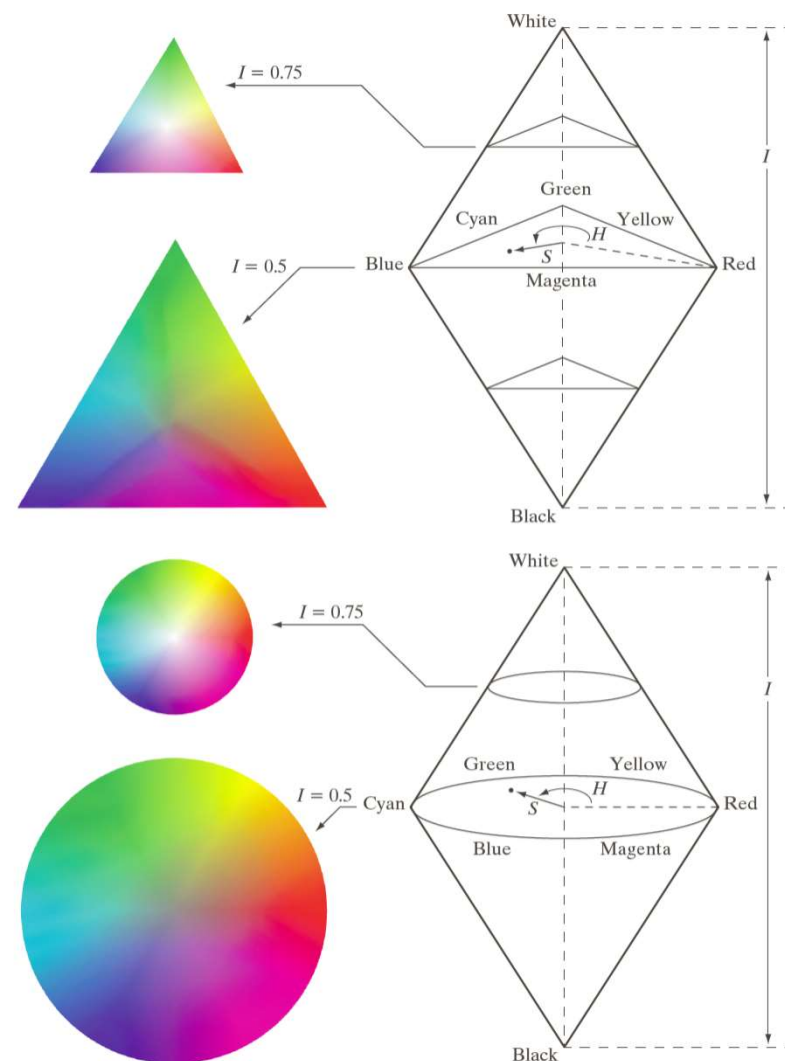 White
I = 0.75
I
Green
Cyan
Yellow
H
S
I = 0.5
Blue
Red
Magenta
Black
White
I = 0.75
I
Green
Yellow
H
S
I = 0.5
Cyan
Red
Blue
Magenta
Black